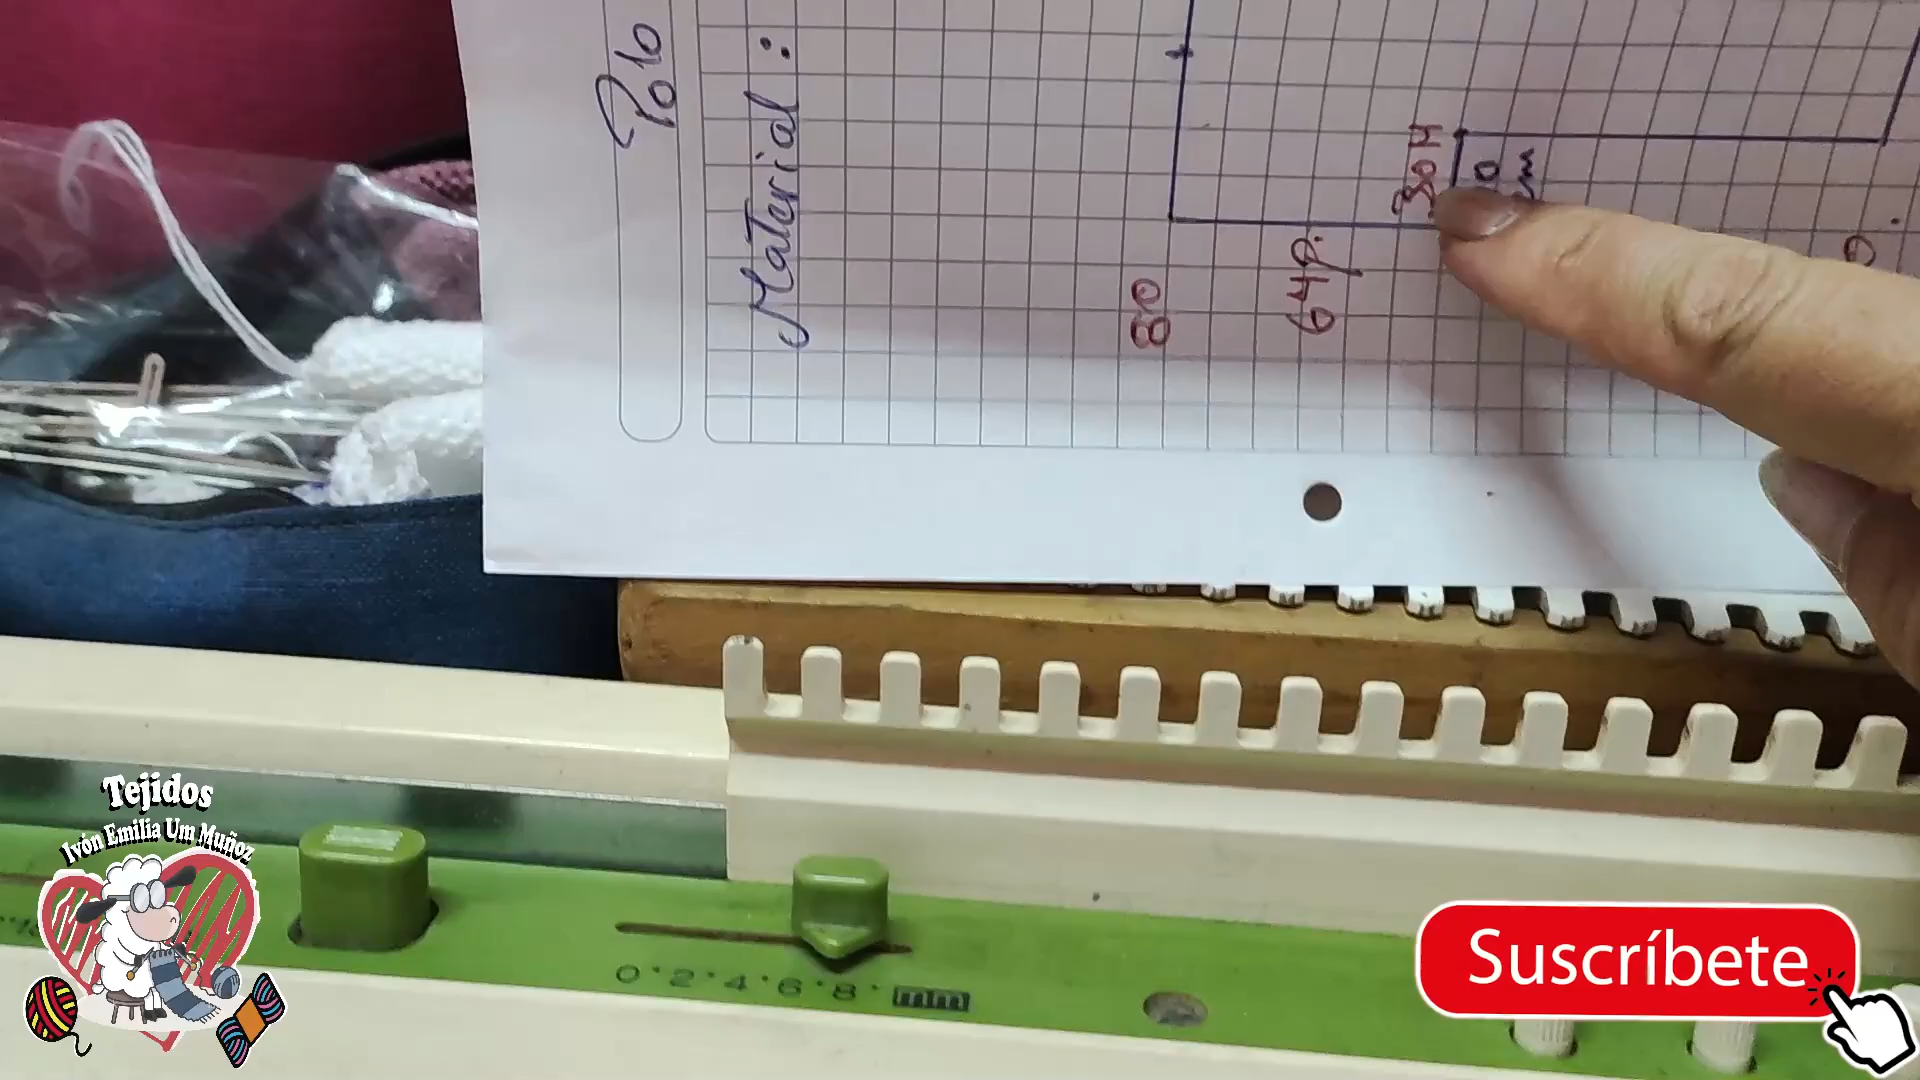 Polo
Material :
80
64p.
30H
Tejidos
Ivón Emilia Um Muñoz
0·2·4·6·8· mm
Suscríbete